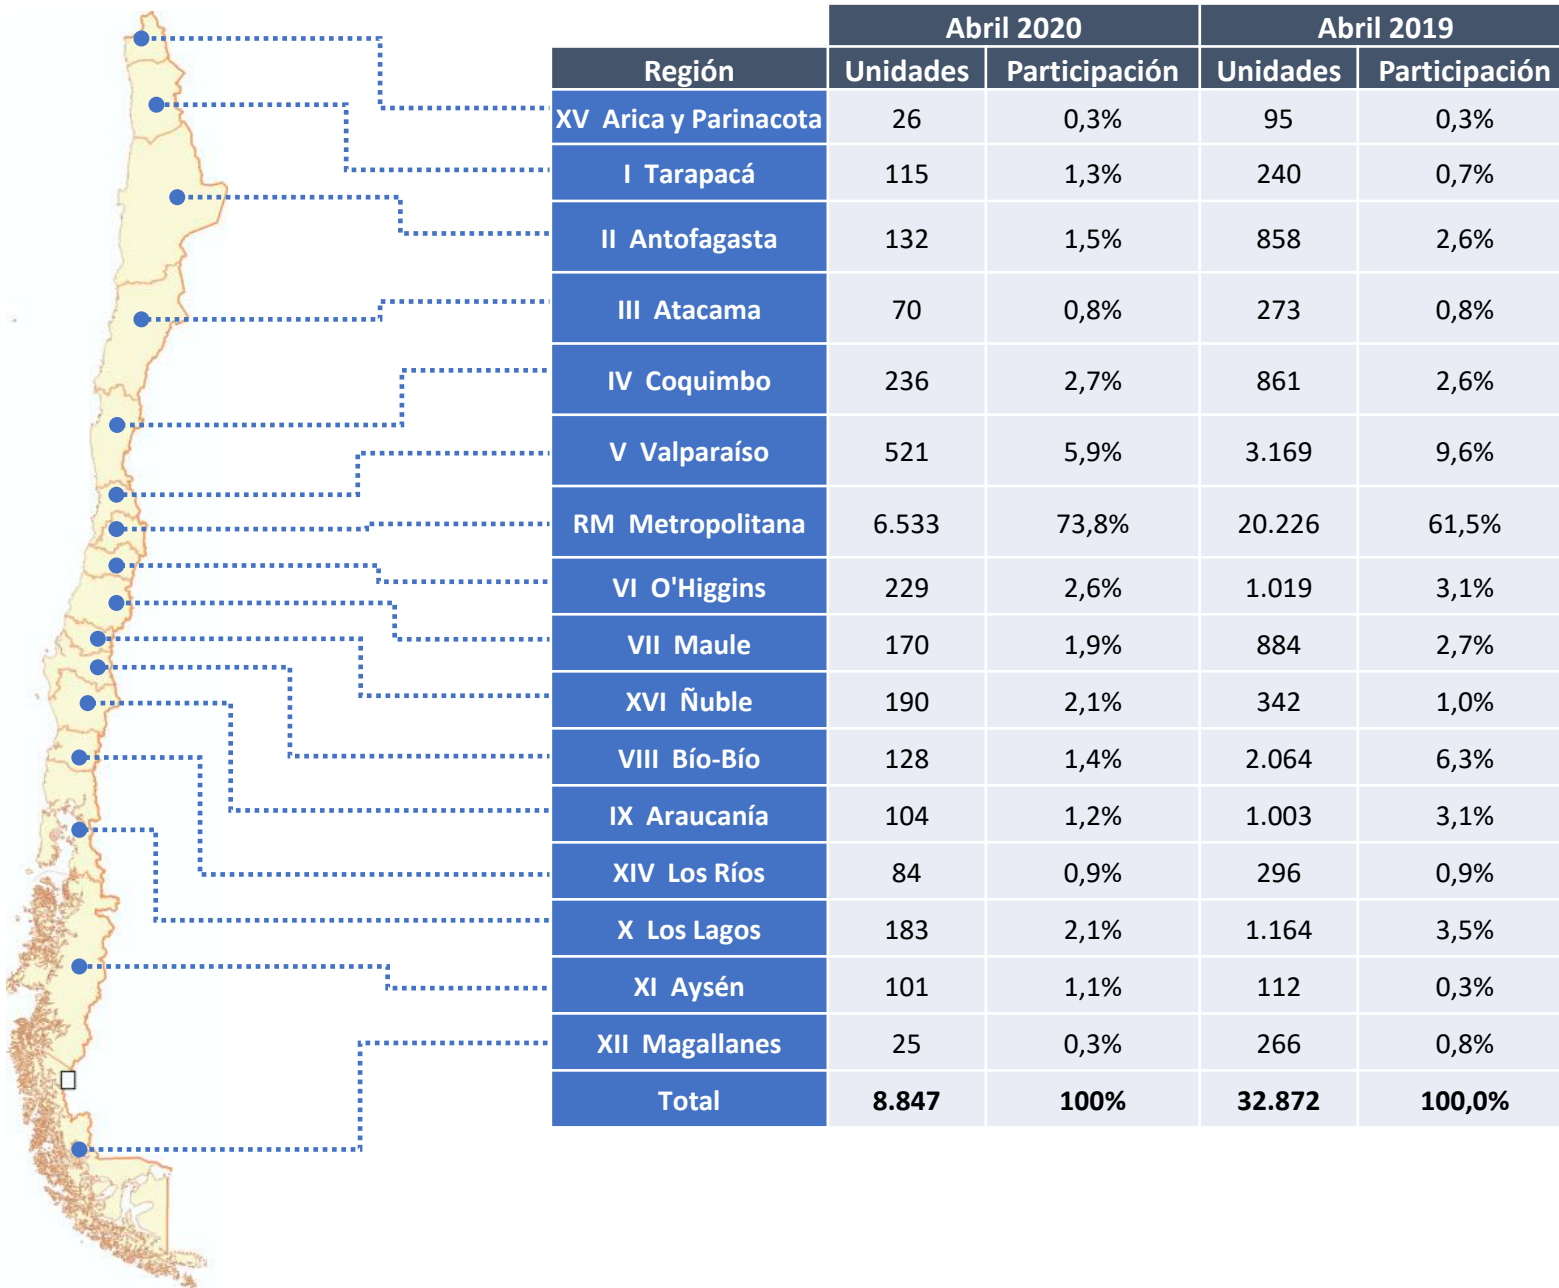 Abril 2020 Abril 2019
Región Unidades Participación Unidades Participación
XV Arica y Parinacota 26 0,3% 95 0,3%
I Tarapacá 115 1,3% 240 0,7%
II Antofagasta 132 1,5% 858 2,6%
III Atacama 70 0,8% 273 0,8%
IV Coquimbo 236 2,7% 861 2,6%
V Valparaíso 521 5,9% 3.169 9,6%
RM Metropolitana 6.533 73,8% 20.226 61,5%
VI O'Higgins 229 2,6% 1.019 3,1%
VII Maule 170 1,9% 884 2,7%
XVI Ñuble 190 2,1% 342 1,0%
VIII Bío-Bío 128 1,4% 2.064 6,3%
IX Araucanía 104 1,2% 1.003 3,1%
XIV Los Ríos 84 0,9% 296 0,9%
X Los Lagos 183 2,1% 1.164 3,5%
XI Aysén 101 1,1% 112 0,3%
XII Magallanes 25 0,3% 266 0,8%
Total 8.847 100% 32.872 100,0%